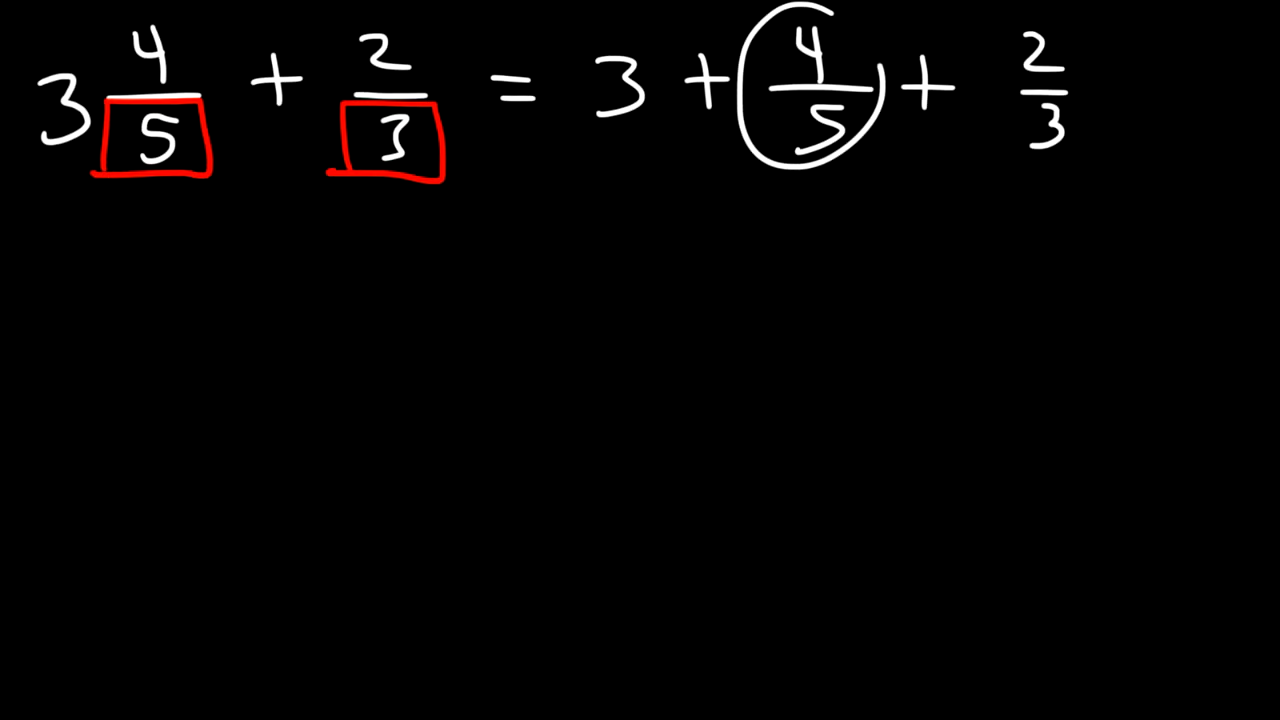 3 4/5 + 2/3 = 3 + 4/5 + 2/3